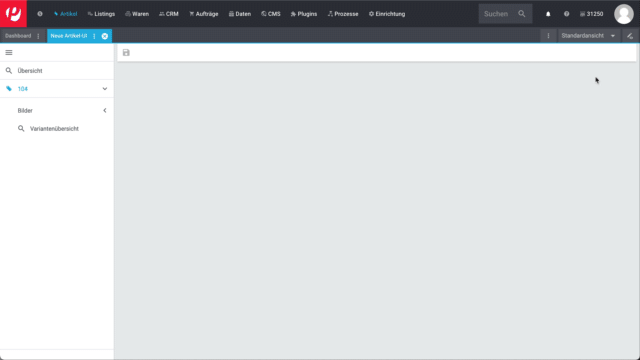 Artikel Listings Waren CRM Aufträge Daten CMS Plugins Prozesse Einrichtung Suchen 31250
Dashboard Neue Artikel-UI Standardansicht
Übersicht
104
Bilder
Variantenübersicht